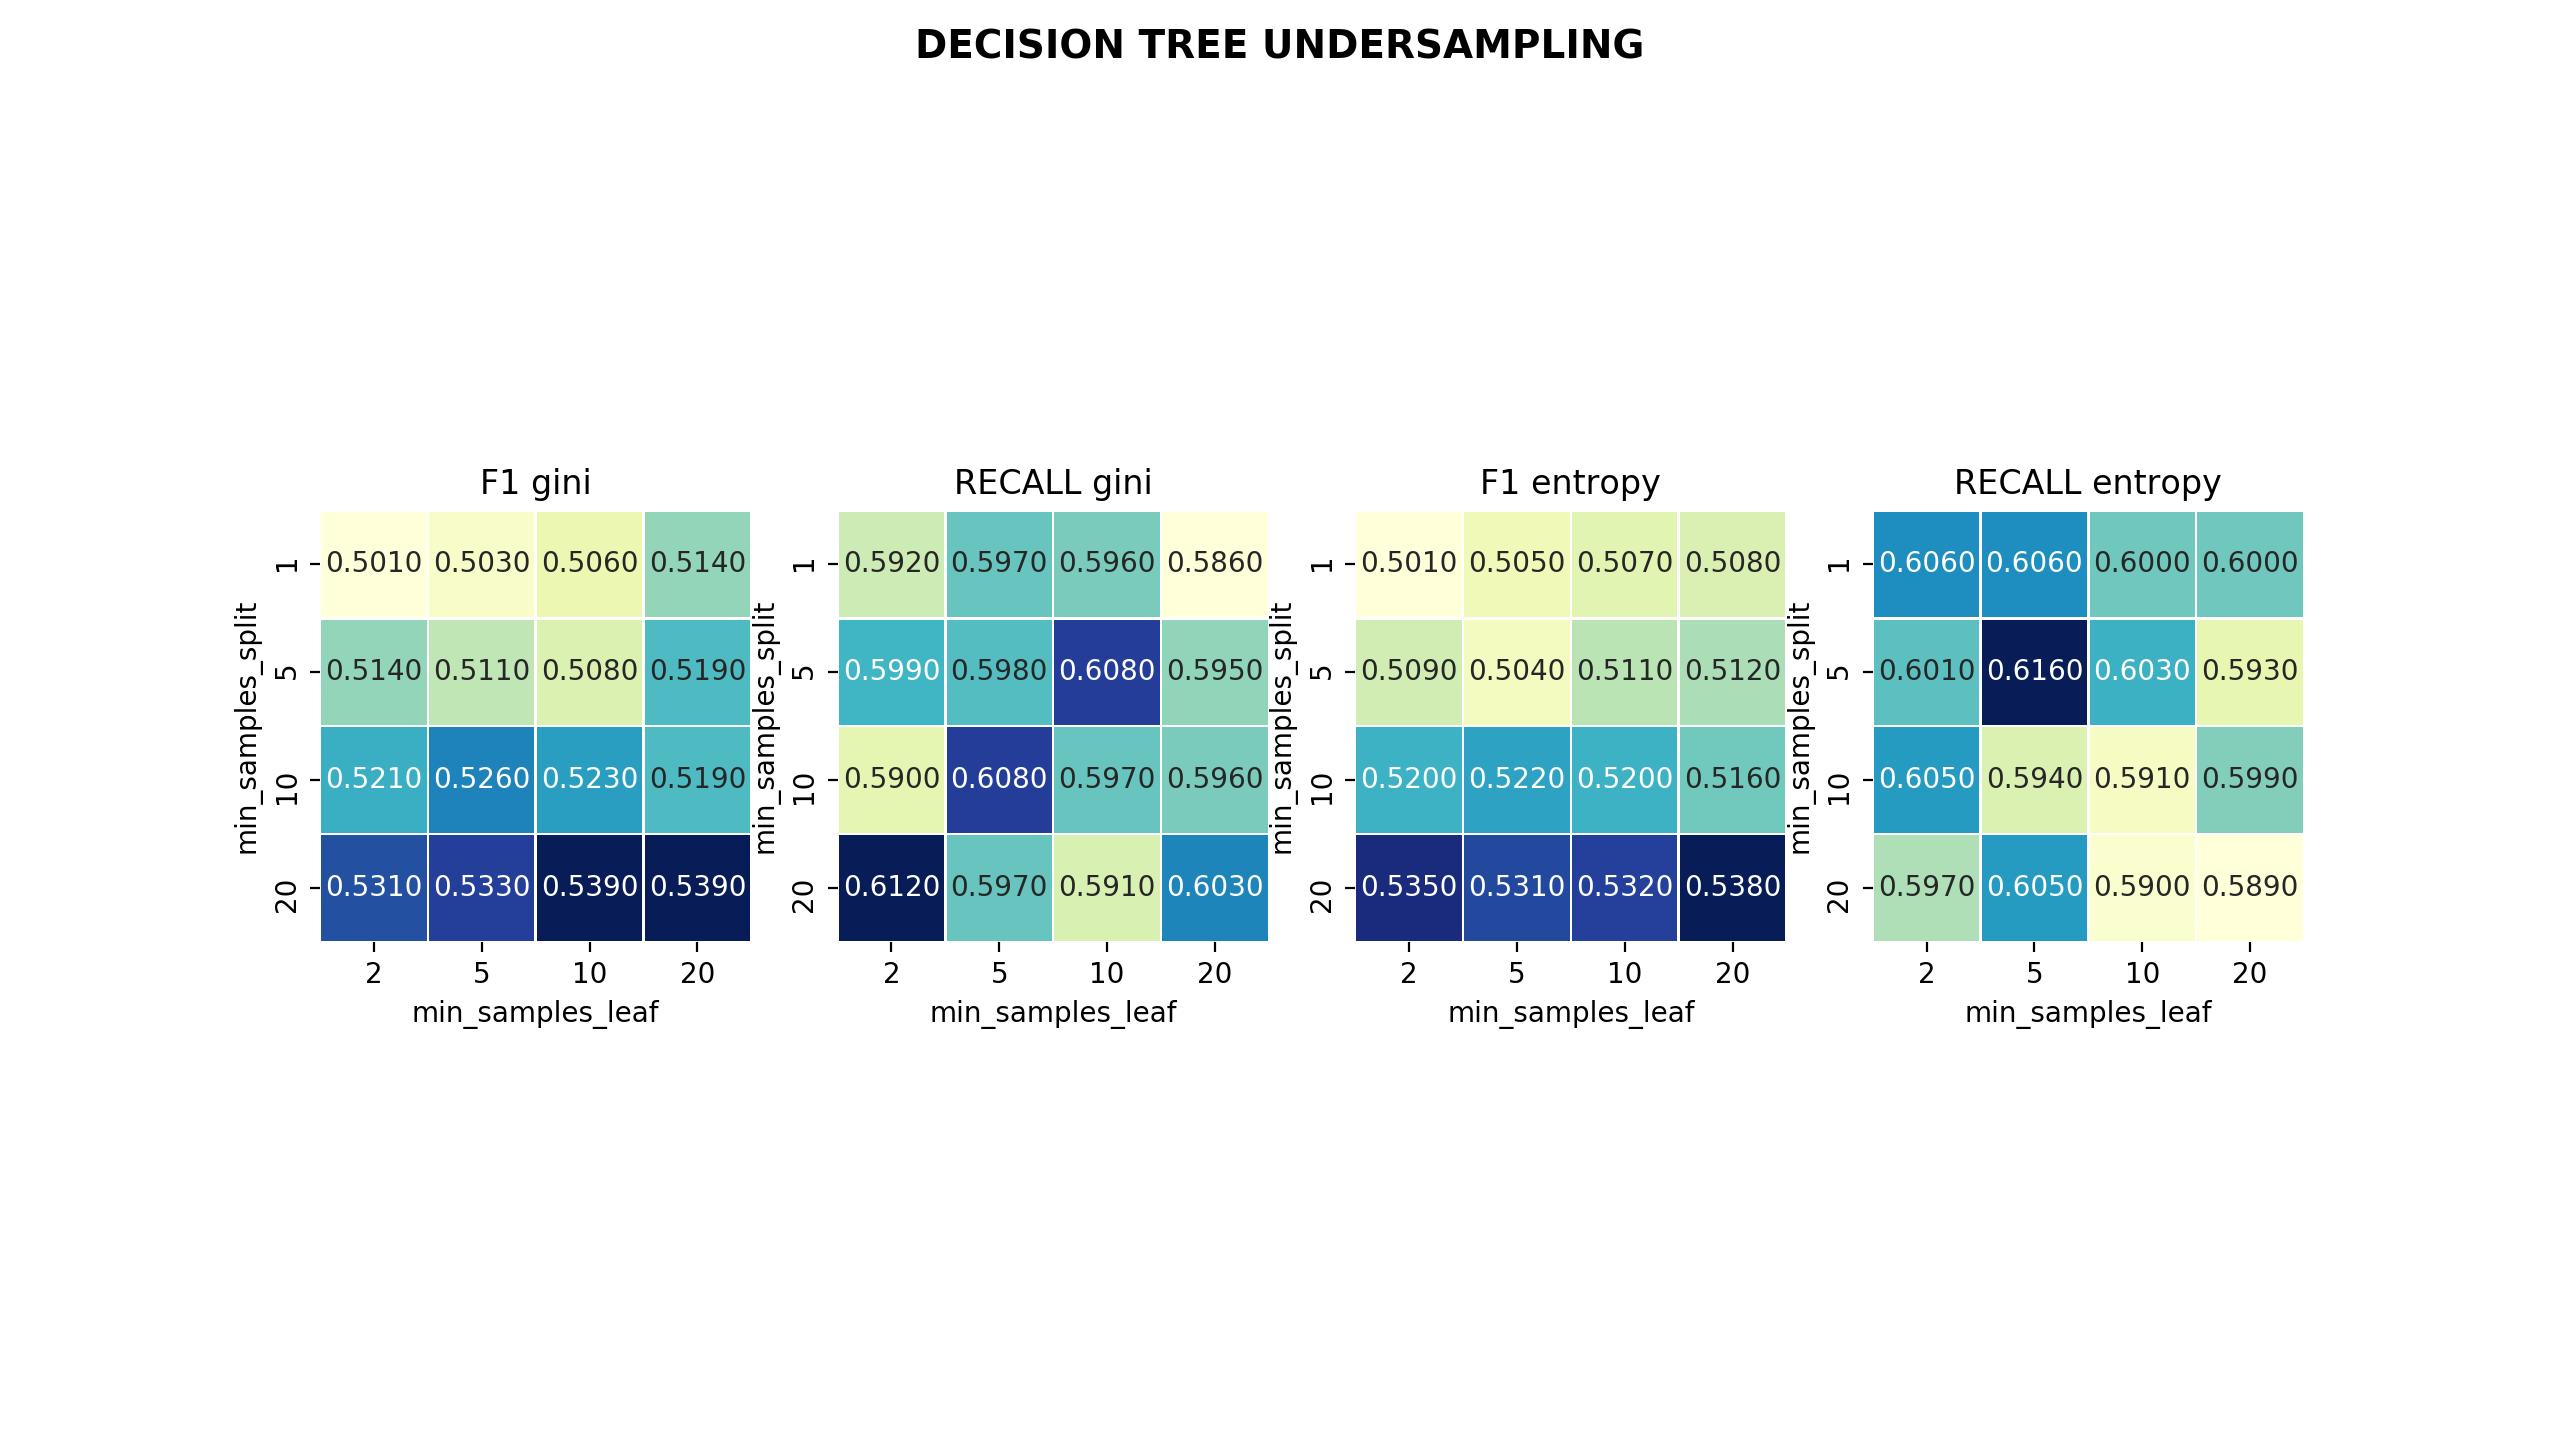 DECISION TREE UNDERSAMPLING
F1 gini
min_samples_split
1 0.5010 0.5030 0.5060 0.5140
5 0.5140 0.5110 0.5080 0.5190
10 0.5210 0.5260 0.5230 0.5190
20 0.5310 0.5330 0.5390 0.5390
2 5 10 20
min_samples_leaf
RECALL gini
min_samples_split
1 0.5920 0.5970 0.5960 0.5860
5 0.5990 0.5980 0.6080 0.5950
10 0.5900 0.6080 0.5970 0.5960
20 0.6120 0.5970 0.5910 0.6030
2 5 10 20
min_samples_leaf
F1 entropy
min_samples_split
1 0.5010 0.5050 0.5070 0.5080
5 0.5090 0.5040 0.5110 0.5120
10 0.5200 0.5220 0.5200 0.5160
20 0.5350 0.5310 0.5320 0.5380
2 5 10 20
min_samples_leaf
RECALL entropy
min_samples_split
1 0.6060 0.6060 0.6000 0.6000
5 0.6010 0.6160 0.6030 0.5930
10 0.6050 0.5940 0.5910 0.5990
20 0.5970 0.6050 0.5900 0.5890
2 5 10 20
min_samples_leaf